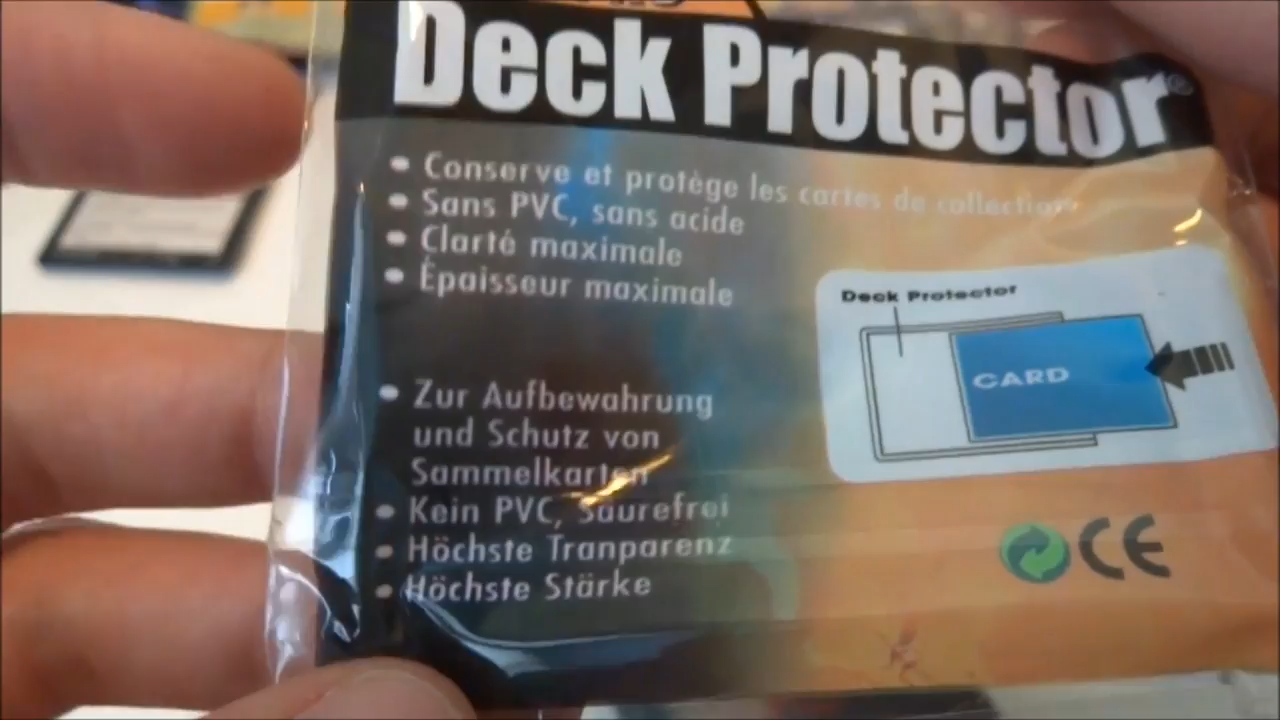 Deck Protector®
• Conserve et protège les cartes de collection
• Sans PVC, sans acide
• Clarté maximale
• Épaisseur maximale
Deck Protector
CARD
• Zur Aufbewahrung
und Schutz von
Sammelkarten
• Kein PVC, Säurefrei
• Höchste Tranparenz
• Höchste Stärke
CE